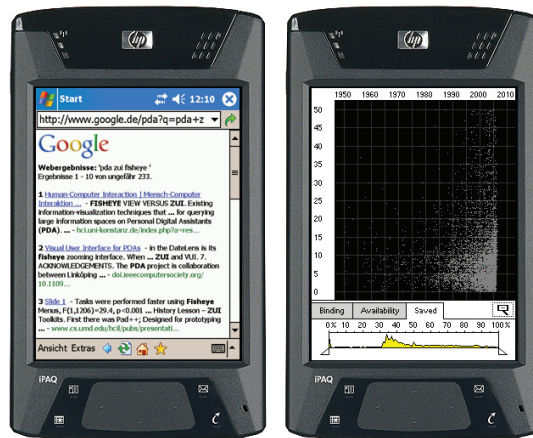 hp
Start 12:10
http://www.google.de/pda?q=pda+z
Google
Webergebnisse: 'pda zui fisheye '
Ergebnisse 1 - 10 von ungefähr 233.
1 Human-Computer Interaction | Mensch-Computer
Interaktion ... - FISHEYE VIEW VERSUS ZUI. Existing
information-visualization techniques that ... for querying
large information spaces on Personal Digital Assistants
(PDA). ... - hci.uni-konstanz.de/index.php?a=res...
2 Visual User Interface for PDAs - in the DateLens is its
fisheye zooming interface. When ... ZUI and VUI. 7.
ACKNOWLEDGEMENTS. The PDA project is collaboration
between Linköping ... - doi.ieeecomputersociety.org/
10.1109...
3 Slide 1 - Tasks were performed faster using Fisheye
Menus, F(1,1206)=29.4, p<0.001 ... History Lesson – ZUI
Toolkits. First there was Pad++; Designed for prototyping
... - www.cs.umd.edu/hcil/pubs/presentati...
Ansicht Extras
iPAQ
hp
1950 1960 1970 1980 1990 2000 2010
50
45
40
35
30
25
20
15
10
5
0
Binding Availability Saved
0% 10 20 30 40 50 60 70 80 90 100%
iPAQ